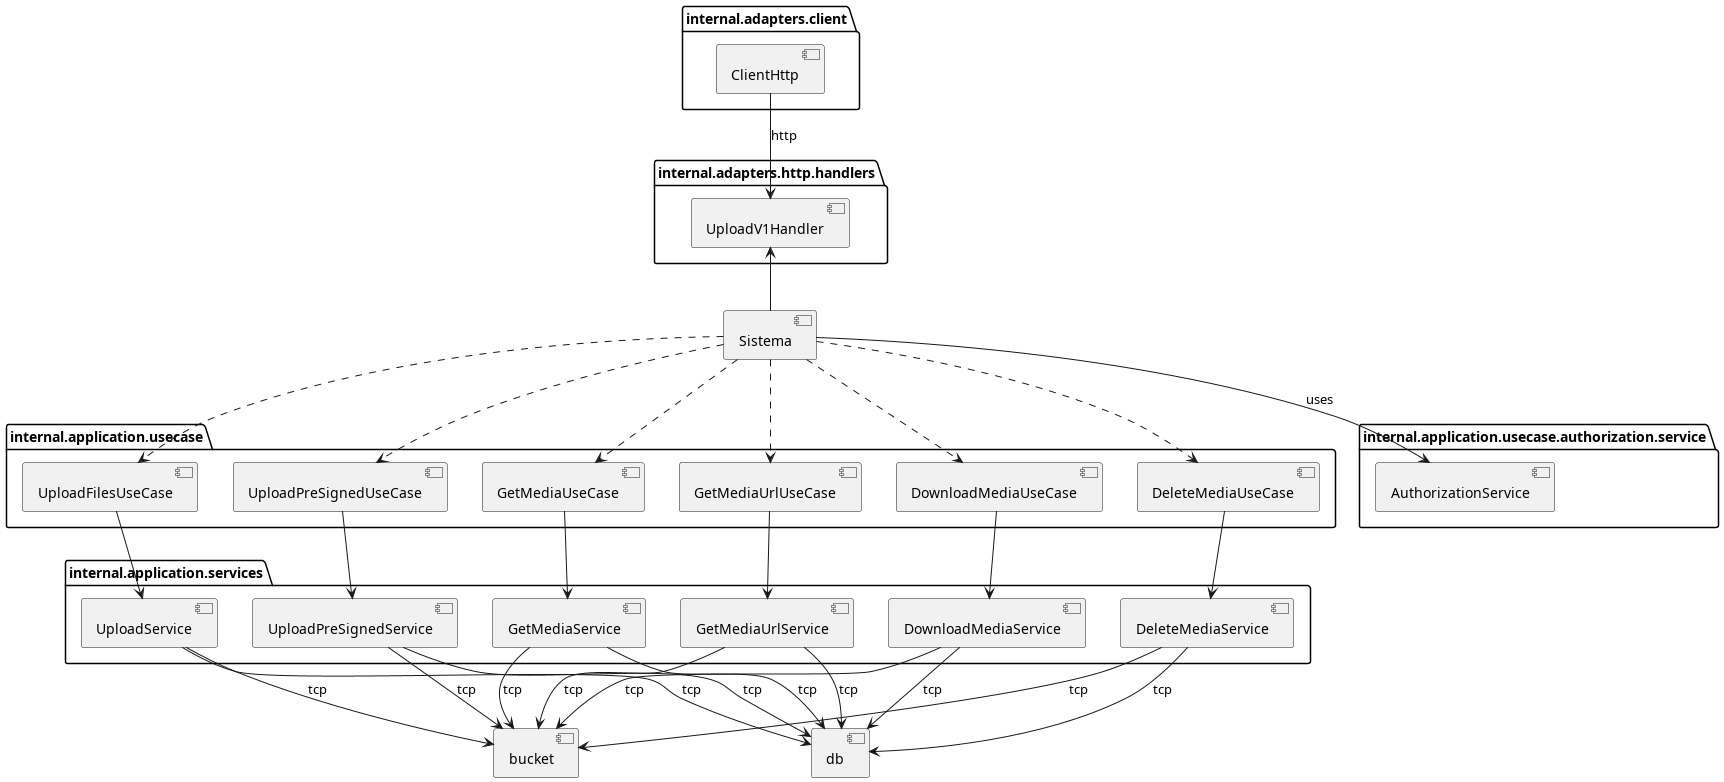 internal.adapters.client
ClientHttp
http
internal.adapters.http.handlers
UploadV1Handler
Sistema
uses
internal.application.usecase
internal.application.usecase.authorization.service
UploadFilesUseCase
UploadPreSignedUseCase
GetMediaUseCase
GetMediaUrlUseCase
DownloadMediaUseCase
DeleteMediaUseCase
AuthorizationService
internal.application.services
UploadService
UploadPreSignedService
GetMediaService
GetMediaUrlService
DownloadMediaService
DeleteMediaService
tcp
tcp
tcp
tcp
tcp
tcp
tcp
tcp
tcp
tcp
tcp
tcp
bucket
db